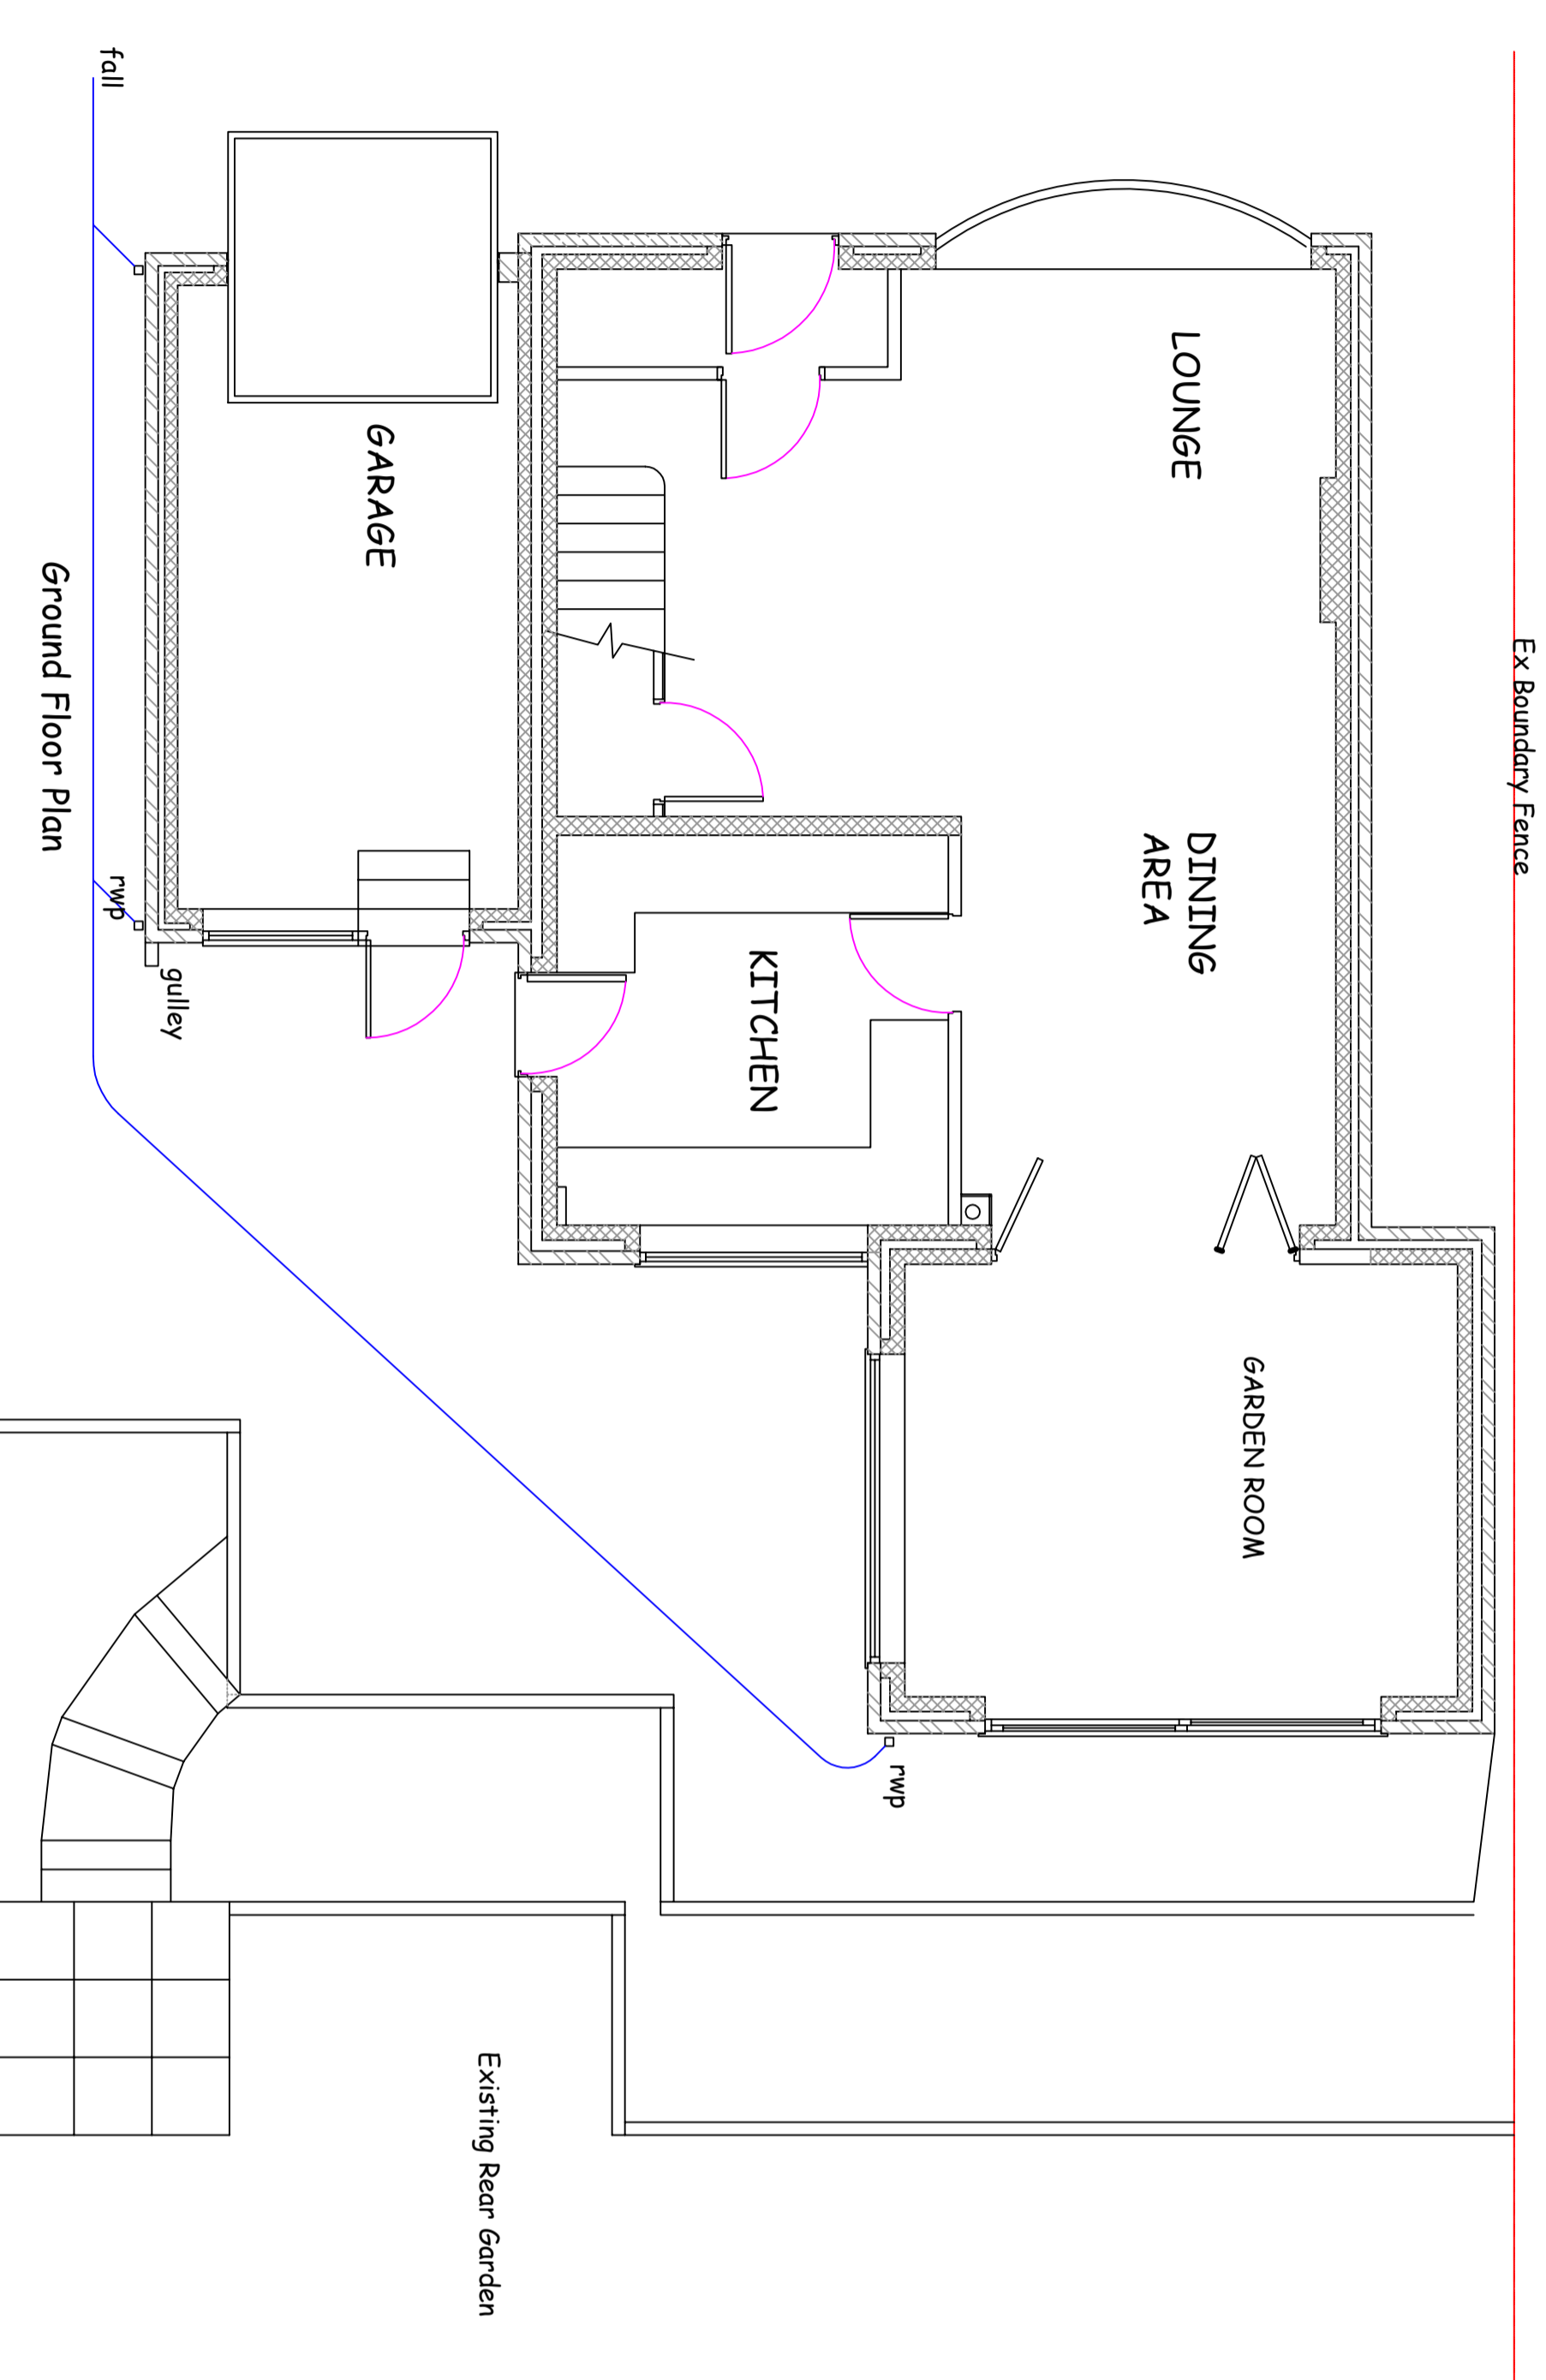 Ex Boundary Fence
LOUNGE
DINING
AREA
GARDEN ROOM
KITCHEN
GARAGE
fall
rwp
gulley
rwp
Ground Floor Plan
Existing Rear Garden